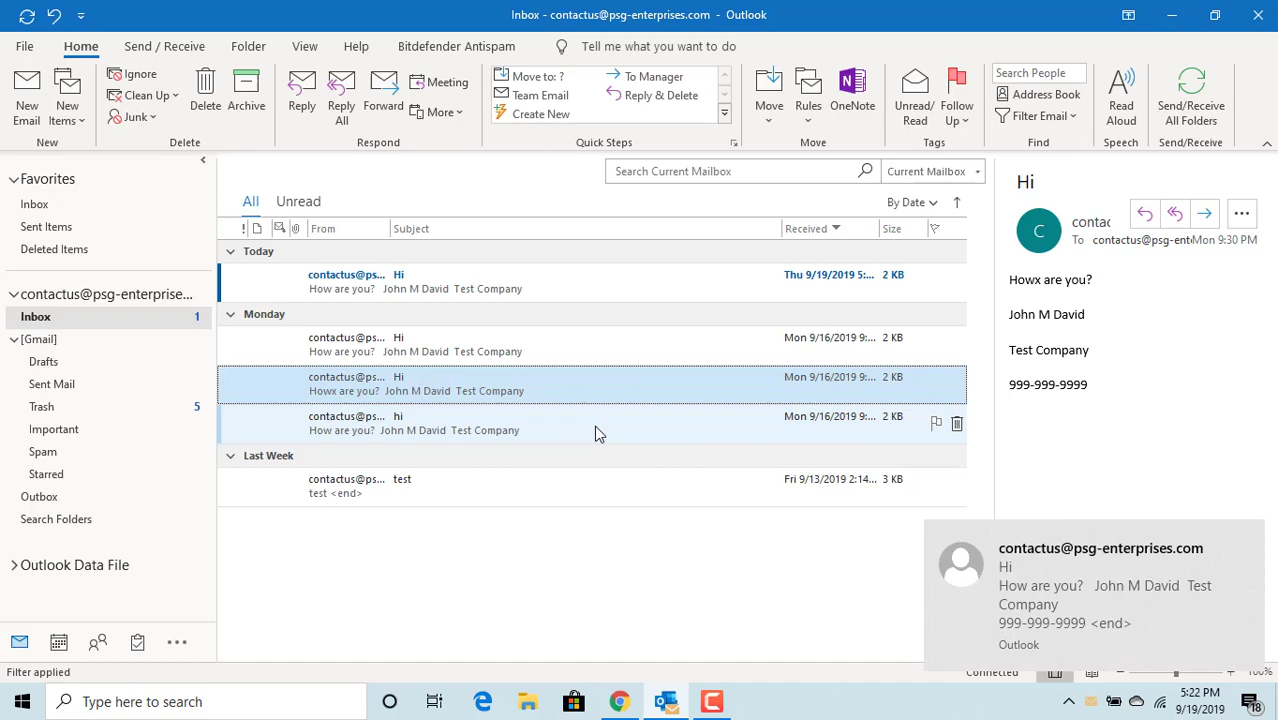 Inbox - contactus@psg-enterprises.com - Outlook
File Home Send / Receive Folder View Help Bitdefender Antispam Tell me what you want to do
New Email
New Items
Ignore
Clean Up
Junk
Delete
Archive
Reply
Reply All
Forward
Meeting
More
Move to: ?
Team Email
Create New
To Manager
Reply & Delete
Move
Rules
OneNote
Unread/ Read
Follow Up
Search People
Address Book
Filter Email
Read Aloud
Send/Receive All Folders
New Delete Respond Quick Steps Move Tags Find Speech Send/Receive
Favorites
Inbox
Sent Items
Deleted Items
contactus@psg-enterprise...
Inbox 1
[Gmail]
Drafts
Sent Mail
Trash 5
Important
Spam
Starred
Outbox
Search Folders
Outlook Data File
Search Current Mailbox Current Mailbox
All Unread By Date
! From Subject Received Size
Today
contactus@ps... Hi Thu 9/19/2019 5:... 2 KB
How are you? John M David Test Company
Monday
contactus@ps... Hi Mon 9/16/2019 9:... 2 KB
How are you? John M David Test Company
contactus@ps... Hi Mon 9/16/2019 9:... 2 KB
Howx are you? John M David Test Company
contactus@ps... hi Mon 9/16/2019 9:... 2 KB
How are you? John M David Test Company
Last Week
contactus@ps... test Fri 9/13/2019 2:14... 3 KB
test <end>
Hi
C
contac
To contactus@psg-ent Mon 9:30 PM
Howx are you?
John M David
Test Company
999-999-9999
contactus@psg-enterprises.com
Hi
How are you? John M David Test
Company
999-999-9999 <end>
Outlook
Filter applied Connected 100%
Type here to search
5:22 PM
9/19/2019
18